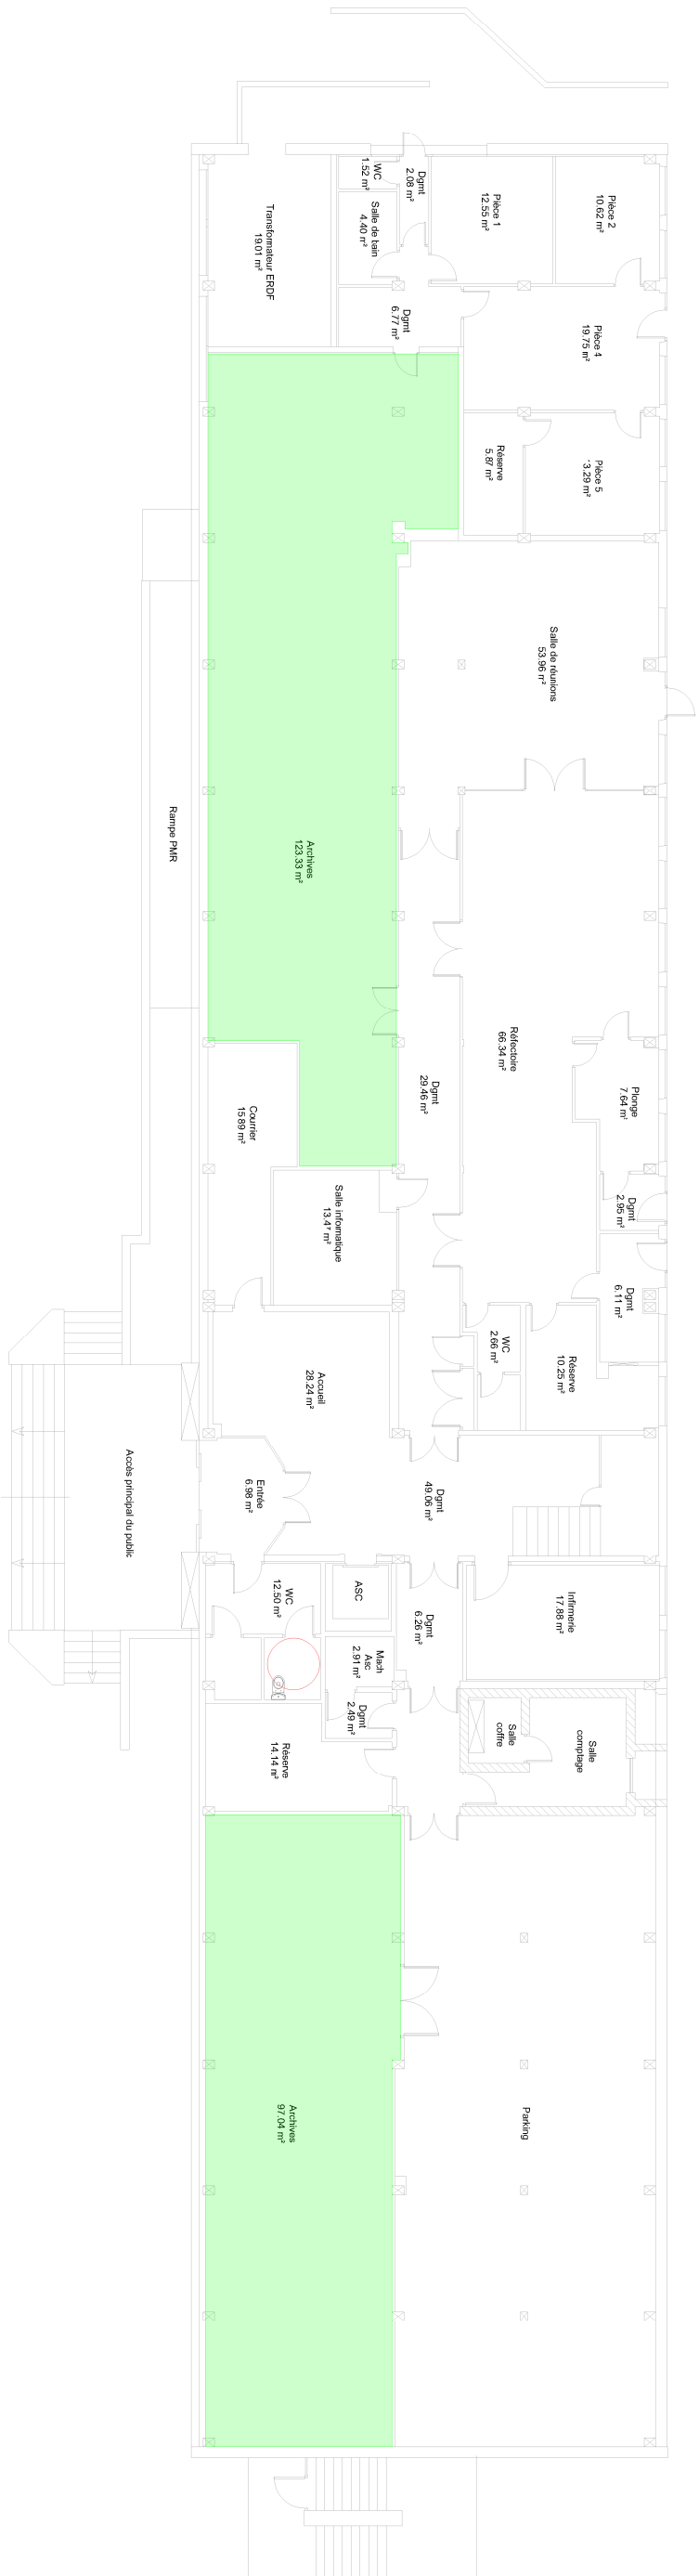 Pièce 2
10.62 m²
Pièce 1
12.55 m²
Dgmt
2.08 m²
WC
1.52 m²
Salle de bain
4.40 m²
Transformateur ERDF
19.01 m²
Dgmt
6.77 m²
Pièce 4
19.75 m²
Pièce 5
13.29 m²
Réserve
5.87 m²
Salle de réunions
53.96 m²
Archives
123.33 m²
Rampe PMR
Réfectoire
66.34 m²
Plonge
7.64 m²
Dgmt
29.46 m²
Courrier
15.89 m²
Salle informatique
13.47 m²
Dgmt
2.95 m²
Dgmt
6.11 m²
WC
2.66 m²
Réserve
10.25 m²
Accueil
28.24 m²
Accès principal du public
Entrée
6.98 m²
Dgmt
49.06 m²
Infirmerie
17.88 m²
Dgmt
6.26 m²
ASC
WC
12.50 m²
Mach
Asc
2.91 m²
Dgmt
2.49 m²
Réserve
14.14 m²
Salle
coffre
Salle
comptage
Archives
97.04 m²
Parking